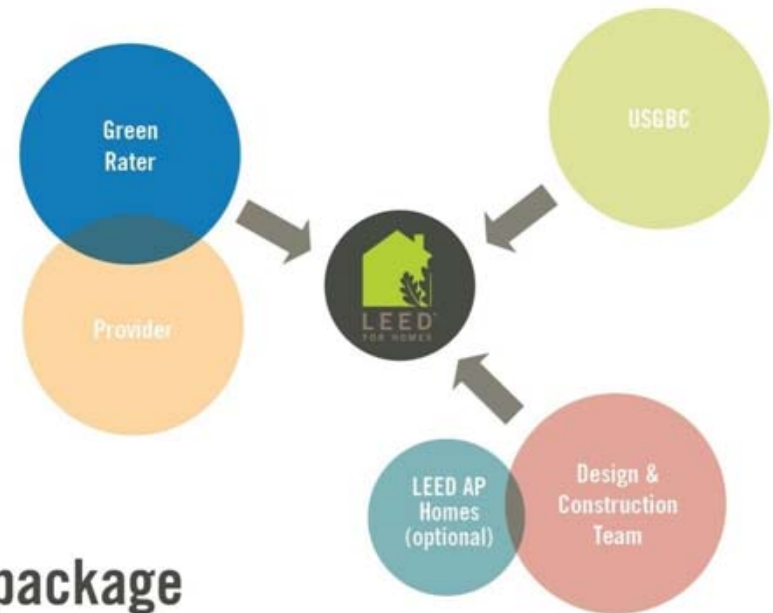 Green
Rater
USGBC
LEED
FOR HOMES
Provider
LEED AP
Homes
(optional)
Design &
Construction
Team
package